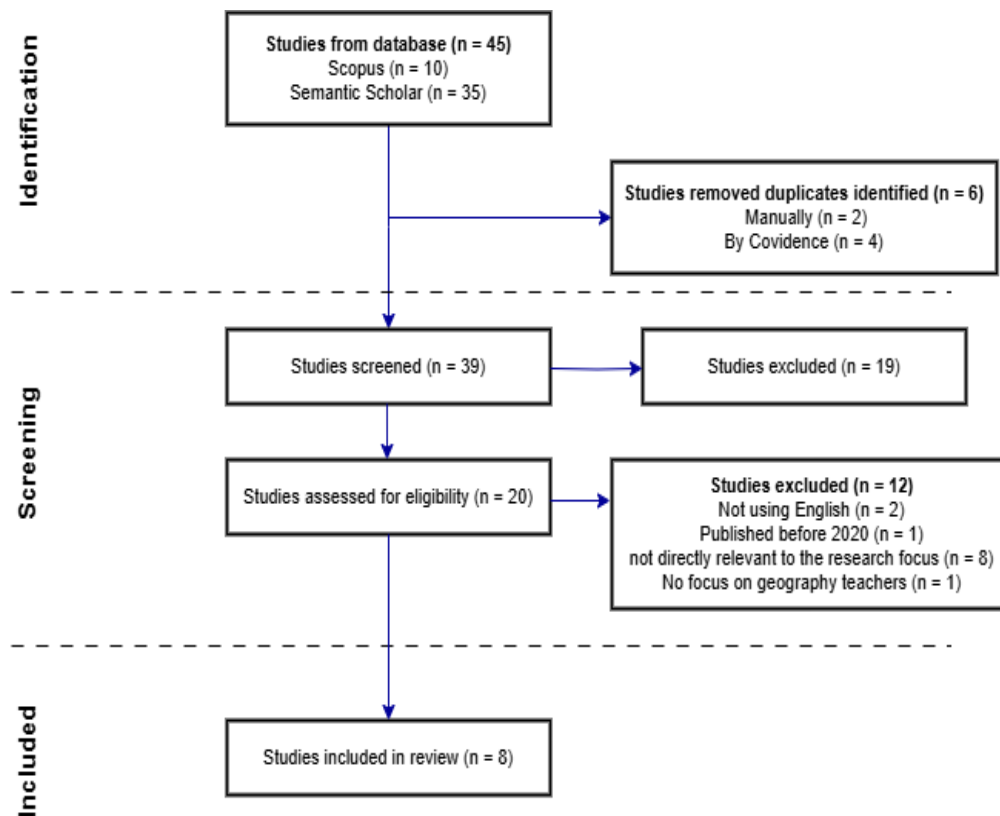 Identification
Studies from database (n = 45)
Scopus (n = 10)
Semantic Scholar (n = 35)
Studies removed duplicates identified (n = 6)
Manually (n = 2)
By Covidence (n = 4)
Screening
Studies screened (n = 39)
Studies excluded (n = 19)
Studies assessed for eligibility (n = 20)
Studies excluded (n = 12)
Not using English (n = 2)
Published before 2020 (n = 1)
not directly relevant to the research focus (n = 8)
No focus on geography teachers (n = 1)
Included
Studies included in review (n = 8)